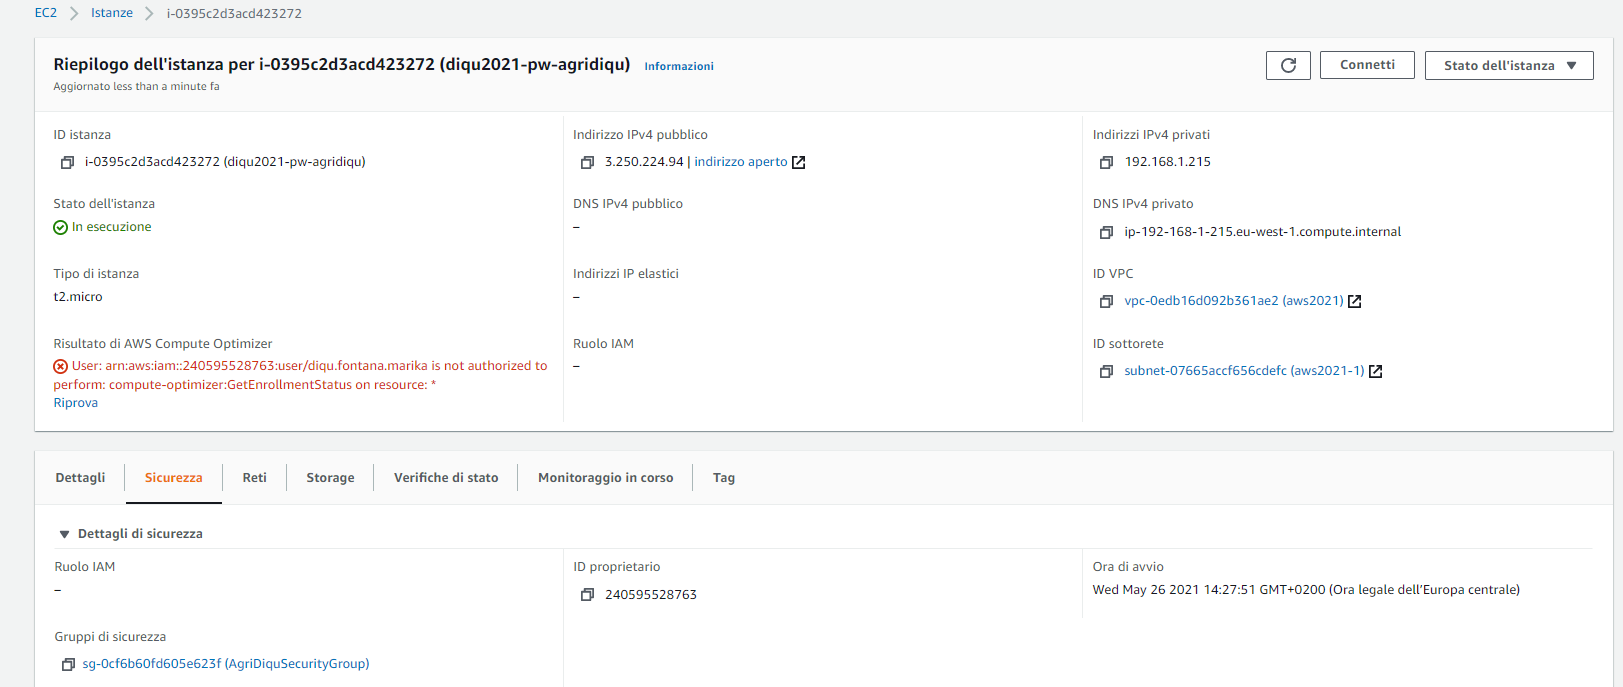 EC2 > Istanze > i-0395c2d3acd423272
Riepilogo dell'istanza per i-0395c2d3acd423272 (diqu2021-pw-agridiqu) Informazioni
Aggiornato less than a minute fa
Connetti
Stato dell'istanza
ID istanza
i-0395c2d3acd423272 (diqu2021-pw-agridiqu)
Indirizzo IPv4 pubblico
3.250.224.94 | indirizzo aperto
Indirizzi IPv4 privati
192.168.1.215
Stato dell'istanza
In esecuzione
DNS IPv4 pubblico
–
DNS IPv4 privato
ip-192-168-1-215.eu-west-1.compute.internal
Tipo di istanza
t2.micro
Indirizzi IP elastici
–
ID VPC
vpc-0edb16d092b361ae2 (aws2021)
Risultato di AWS Compute Optimizer
User: arn:aws:iam::240595528763:user/diqu.fontana.marika is not authorized to
perform: compute-optimizer:GetEnrollmentStatus on resource: *
Riprova
Ruolo IAM
–
ID sottorete
subnet-07665accf656cdefc (aws2021-1)
Dettagli
Sicurezza
Reti
Storage
Verifiche di stato
Monitoraggio in corso
Tag
Dettagli di sicurezza
Ruolo IAM
–
ID proprietario
240595528763
Ora di avvio
Wed May 26 2021 14:27:51 GMT+0200 (Ora legale dell’Europa centrale)
Gruppi di sicurezza
sg-0cf6b60fd605e623f (AgriDiquSecurityGroup)